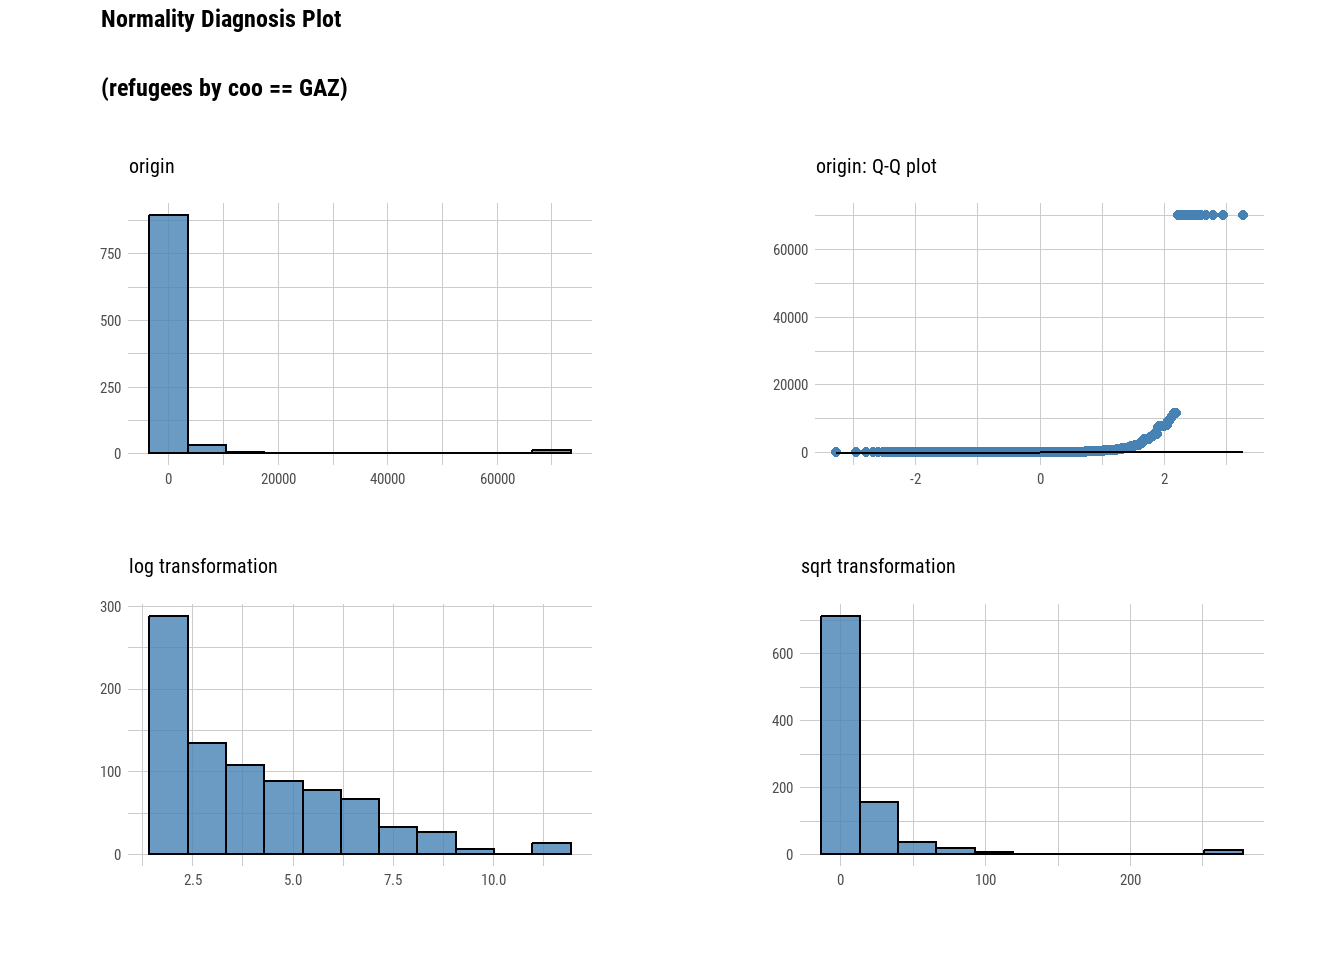 Normality Diagnosis Plot
(refugees by coo == GAZ)
origin
750
500
250
0
0 20000 40000 60000
origin: Q-Q plot
60000
40000
20000
0
-2 0 2
log transformation
300
200
100
0
2.5 5.0 7.5 10.0
sqrt transformation
600
400
200
0
0 100 200